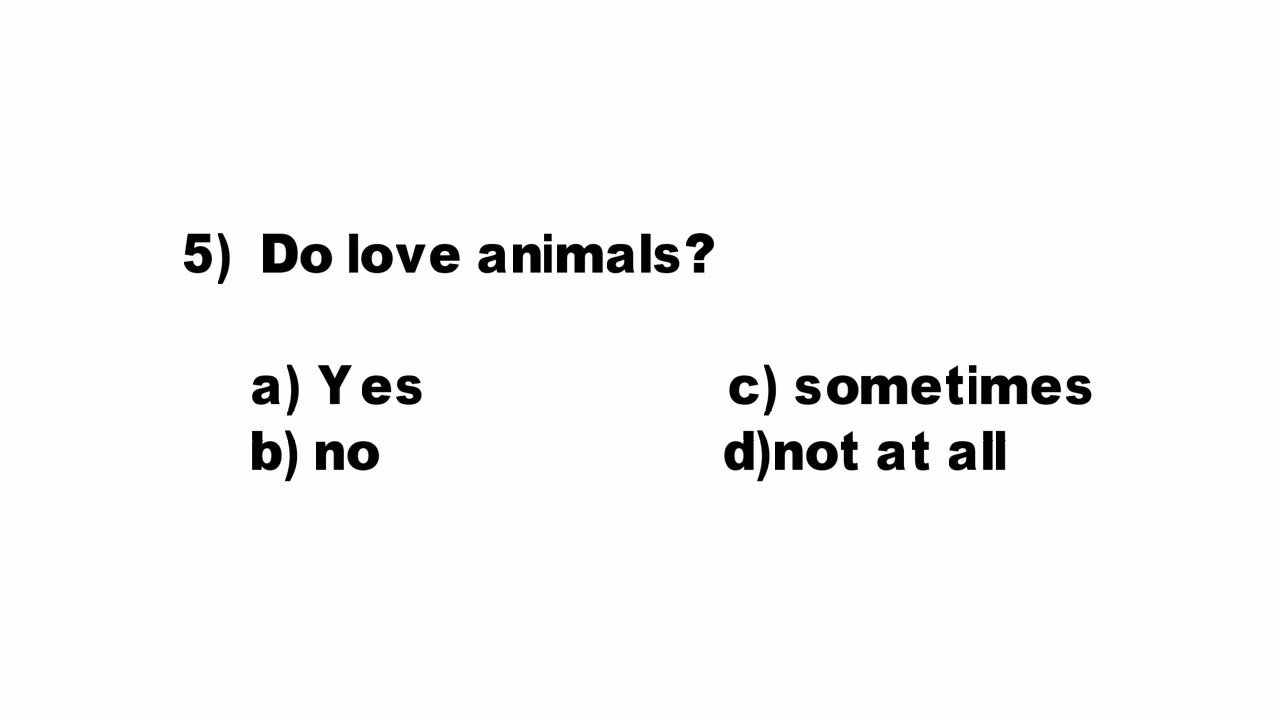 5) Do love animals?
a) Yes c) sometimes
b) no d)not at all